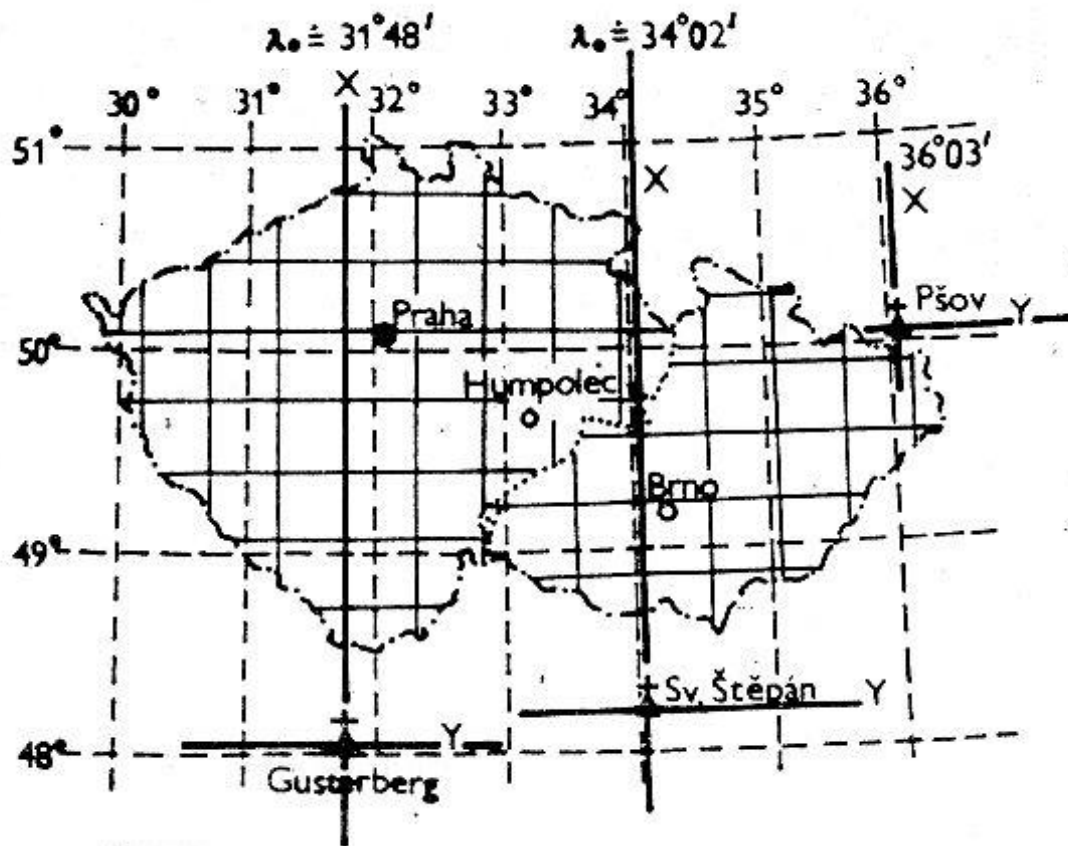 λ₀ ≐ 31°48′
λ₀ ≐ 34°02′
X
30°
31°
32°
33°
34°
35°
36°
51°
36°03′
X
X
Praha
Pšov
Y
50°
Humpolec
Brno
49°
Sv. Štěpán
Y
Y
48°
Gusterberg